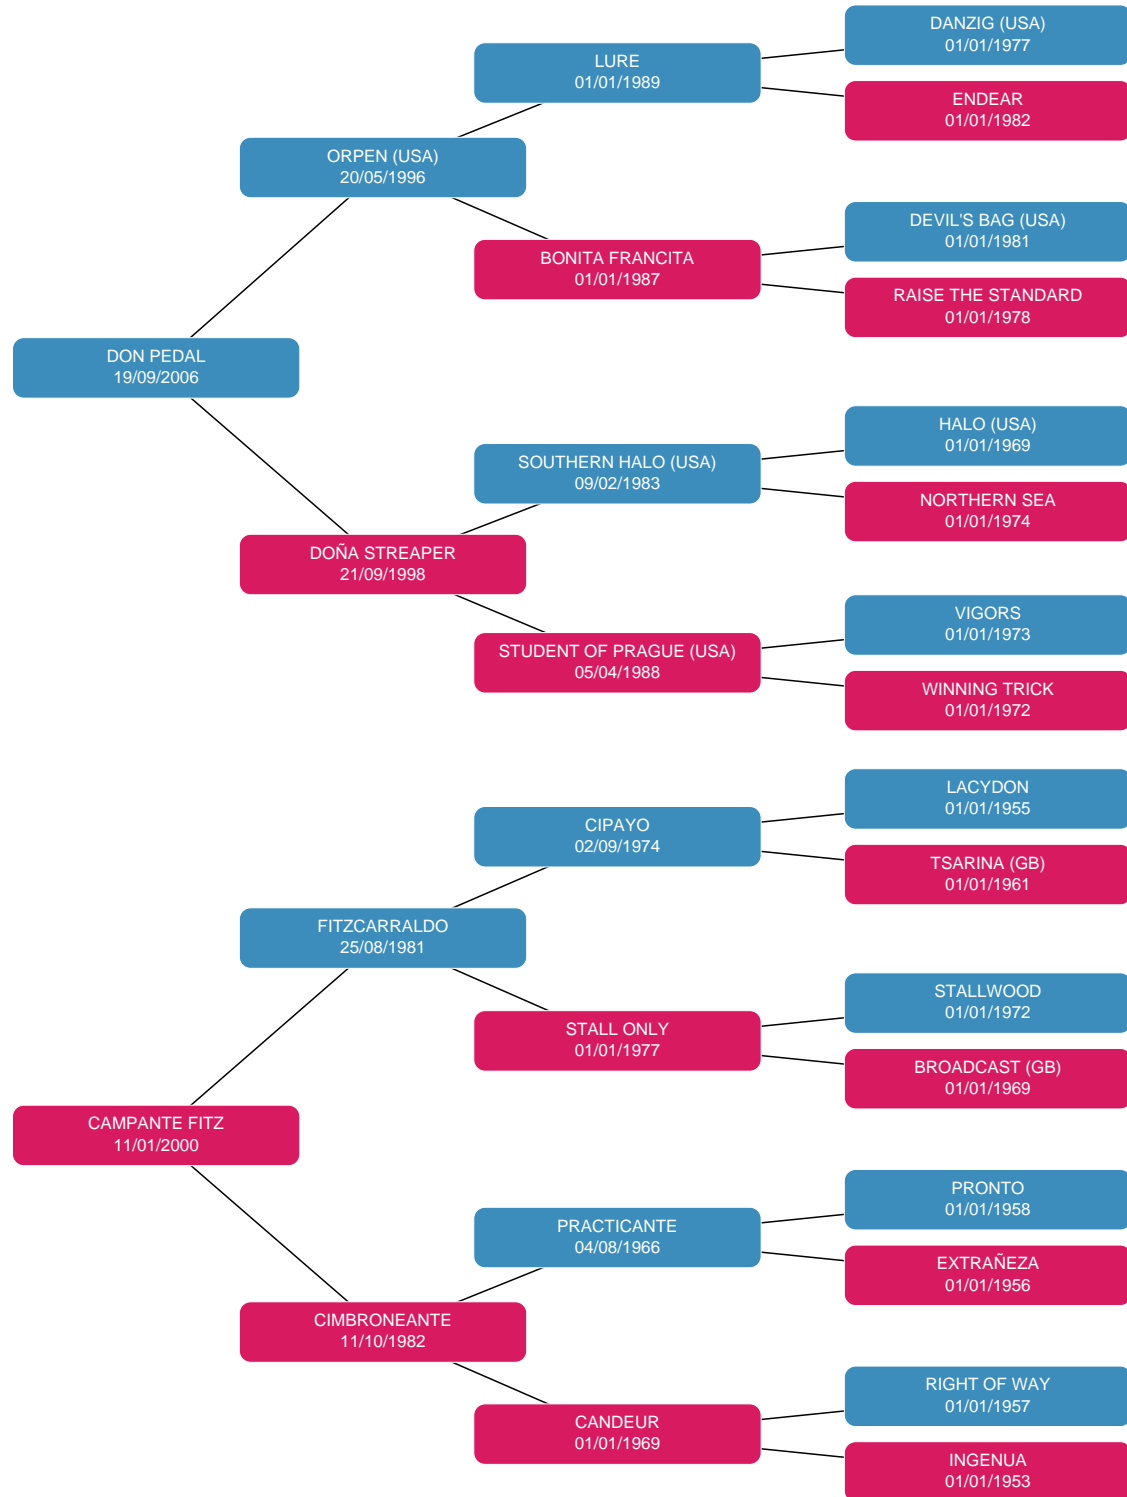 DANZIG (USA)
01/01/1977
LURE
01/01/1989
ENDEAR
01/01/1982
ORPEN (USA)
20/05/1996
DEVIL'S BAG (USA)
01/01/1981
BONITA FRANCITA
01/01/1987
RAISE THE STANDARD
01/01/1978
DON PEDAL
19/09/2006
HALO (USA)
01/01/1969
SOUTHERN HALO (USA)
09/02/1983
NORTHERN SEA
01/01/1974
DOÑA STREAPER
21/09/1998
VIGORS
01/01/1973
STUDENT OF PRAGUE (USA)
05/04/1988
WINNING TRICK
01/01/1972
LACYDON
01/01/1955
CIPAYO
02/09/1974
TSARINA (GB)
01/01/1961
FITZCARRALDO
25/08/1981
STALLWOOD
01/01/1972
STALL ONLY
01/01/1977
BROADCAST (GB)
01/01/1969
CAMPANTE FITZ
11/01/2000
PRONTO
01/01/1958
PRACTICANTE
04/08/1966
EXTRAÑEZA
01/01/1956
CIMBRONEANTE
11/10/1982
RIGHT OF WAY
01/01/1957
CANDEUR
01/01/1969
INGENUA
01/01/1953